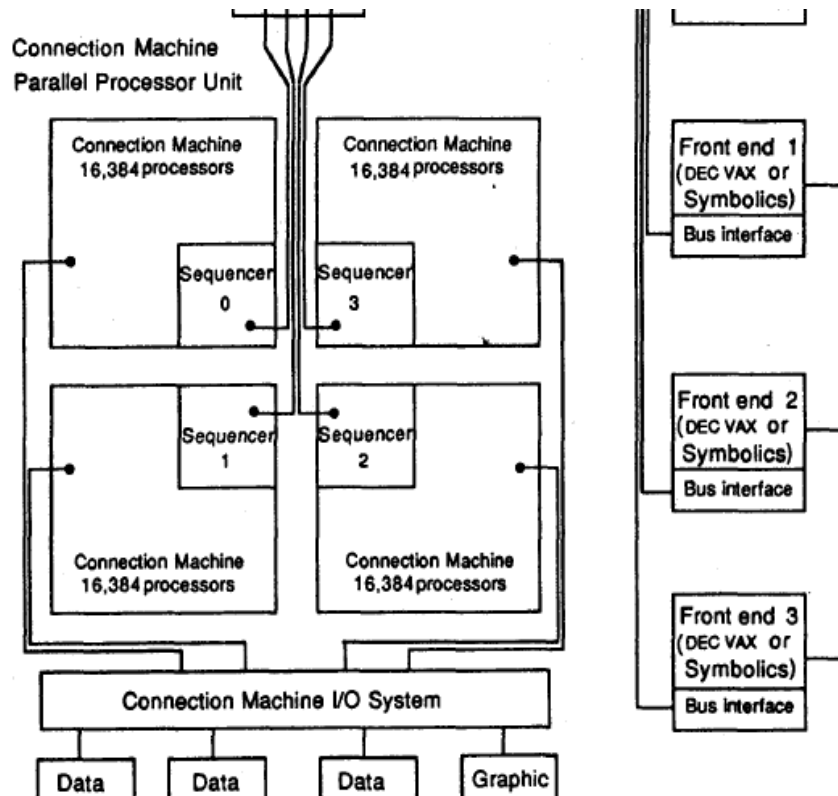 Connection Machine
Parallel Processor Unit
Connection Machine
16,384 processors
Connection Machine
16,384 processors
Sequencer
0
Sequencer
3
Sequencer
1
Sequencer
2
Connection Machine
16,384 processors
Connection Machine
16,384 processors
Connection Machine I/O System
Data
Data
Data
Graphic
Front end 1
(DEC VAX or
Symbolics)
Bus interface
Front end 2
(DEC VAX or
Symbolics)
Bus interface
Front end 3
(DEC VAX or
Symbolics)
Bus interface